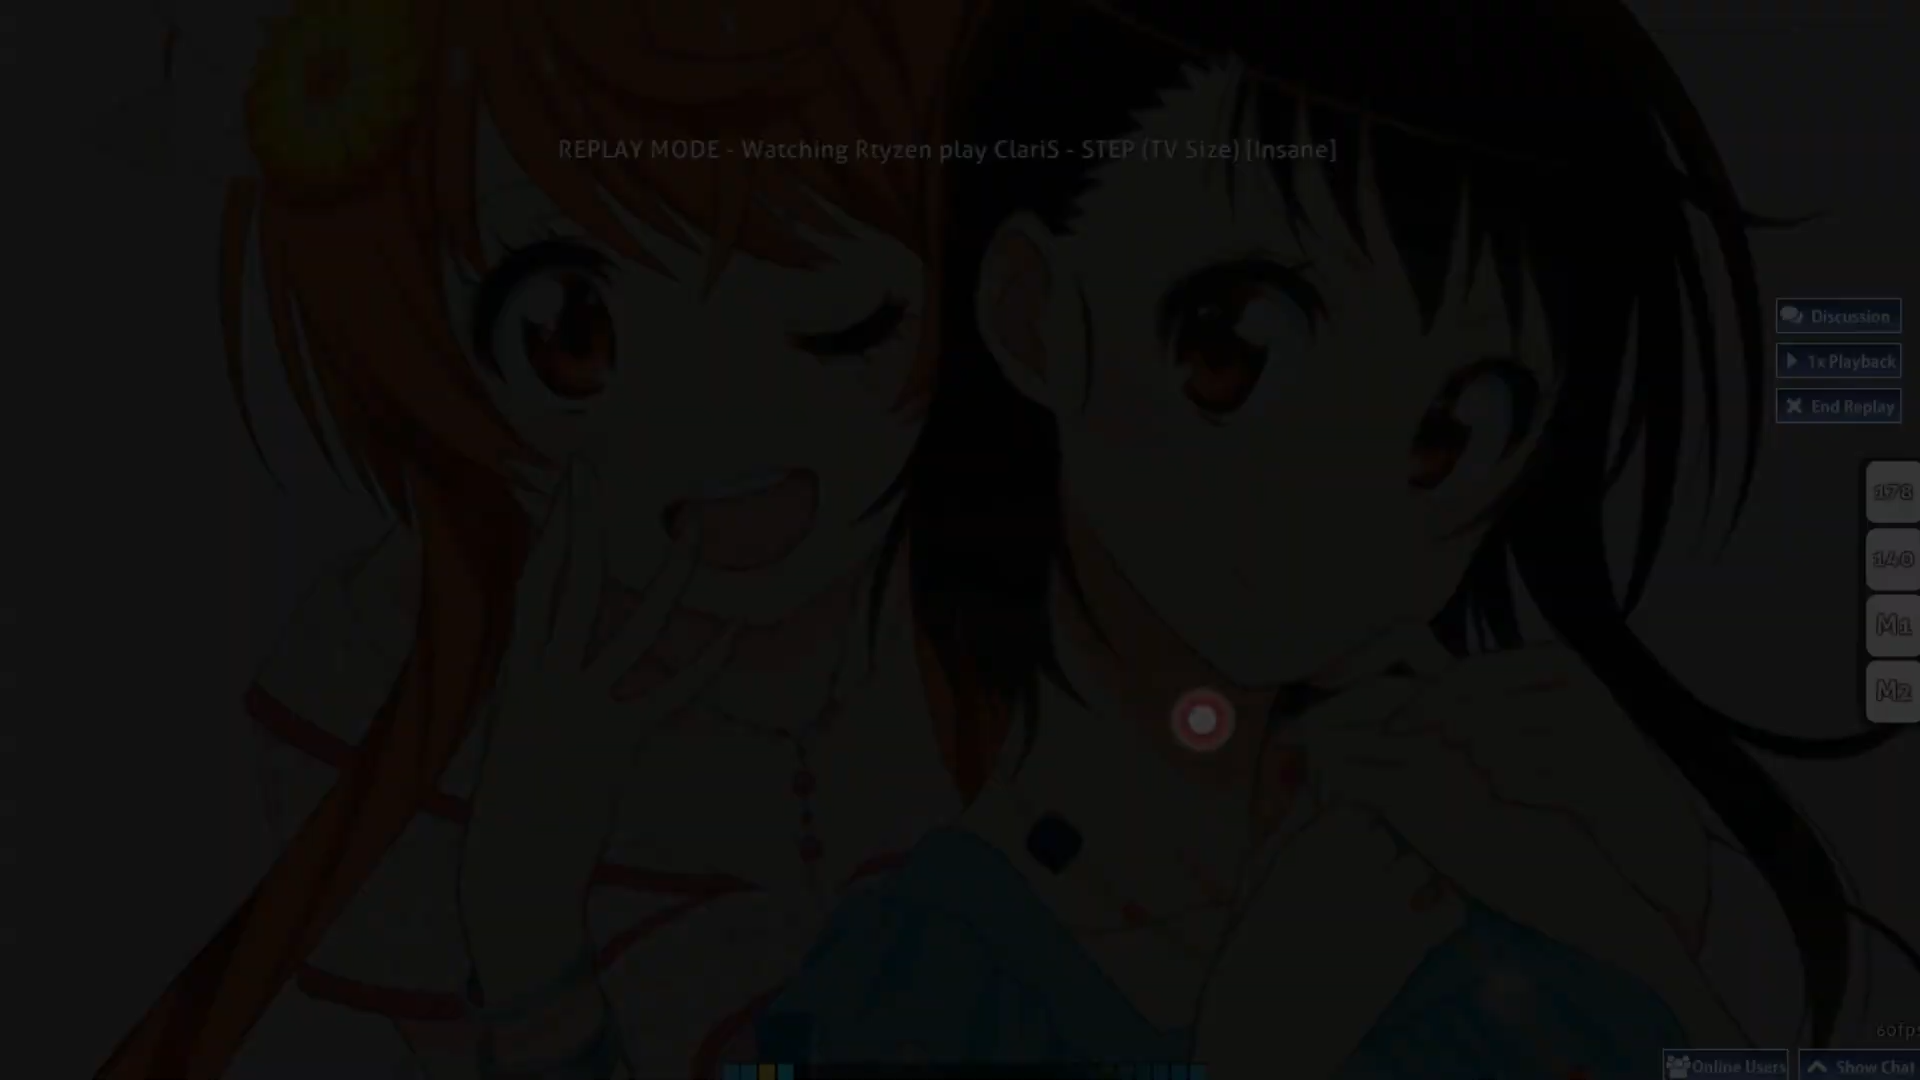 REPLAY MODE - Watching Rtyzen play ClariS - STEP (TV Size) [Insane]
Discussion
1x Playback
End Replay
178
140
M1
M2
60fps
Online Users
Show Chat